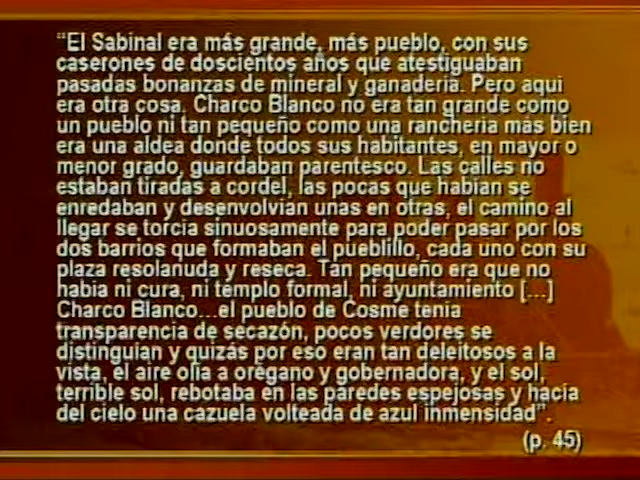 “El Sabinal era más grande, más pueblo, con sus
caserones de doscientos años que atestiguaban
pasadas bonanzas de mineral y ganadería. Pero aquí
era otra cosa. Charco Blanco no era tan grande como
un pueblo ni tan pequeño como una ranchería más bien
era una aldea donde todos sus habitantes, en mayor o
menor grado, guardaban parentesco. Las calles no
estaban tiradas a cordel, las pocas que habían se
enredaban y desenvolvían unas en otras, el camino al
llegar se torcía sinuosamente para poder pasar por los
dos barrios que formaban el pueblillo, cada uno con su
plaza resolanuda y reseca. Tan pequeño era que no
había ni cura, ni templo formal, ni ayuntamiento [...]
Charco Blanco...el pueblo de Cosme tenía
transparencia de secazón, pocos verdores se
distinguían y quizás por eso eran tan deleitosos a la
vista, el aire olía a orégano y gobernadora, y el sol,
terrible sol, rebotaba en las paredes espejosas y hacía
del cielo una cazuela volteada de azul inmensidad”.
(p. 45)